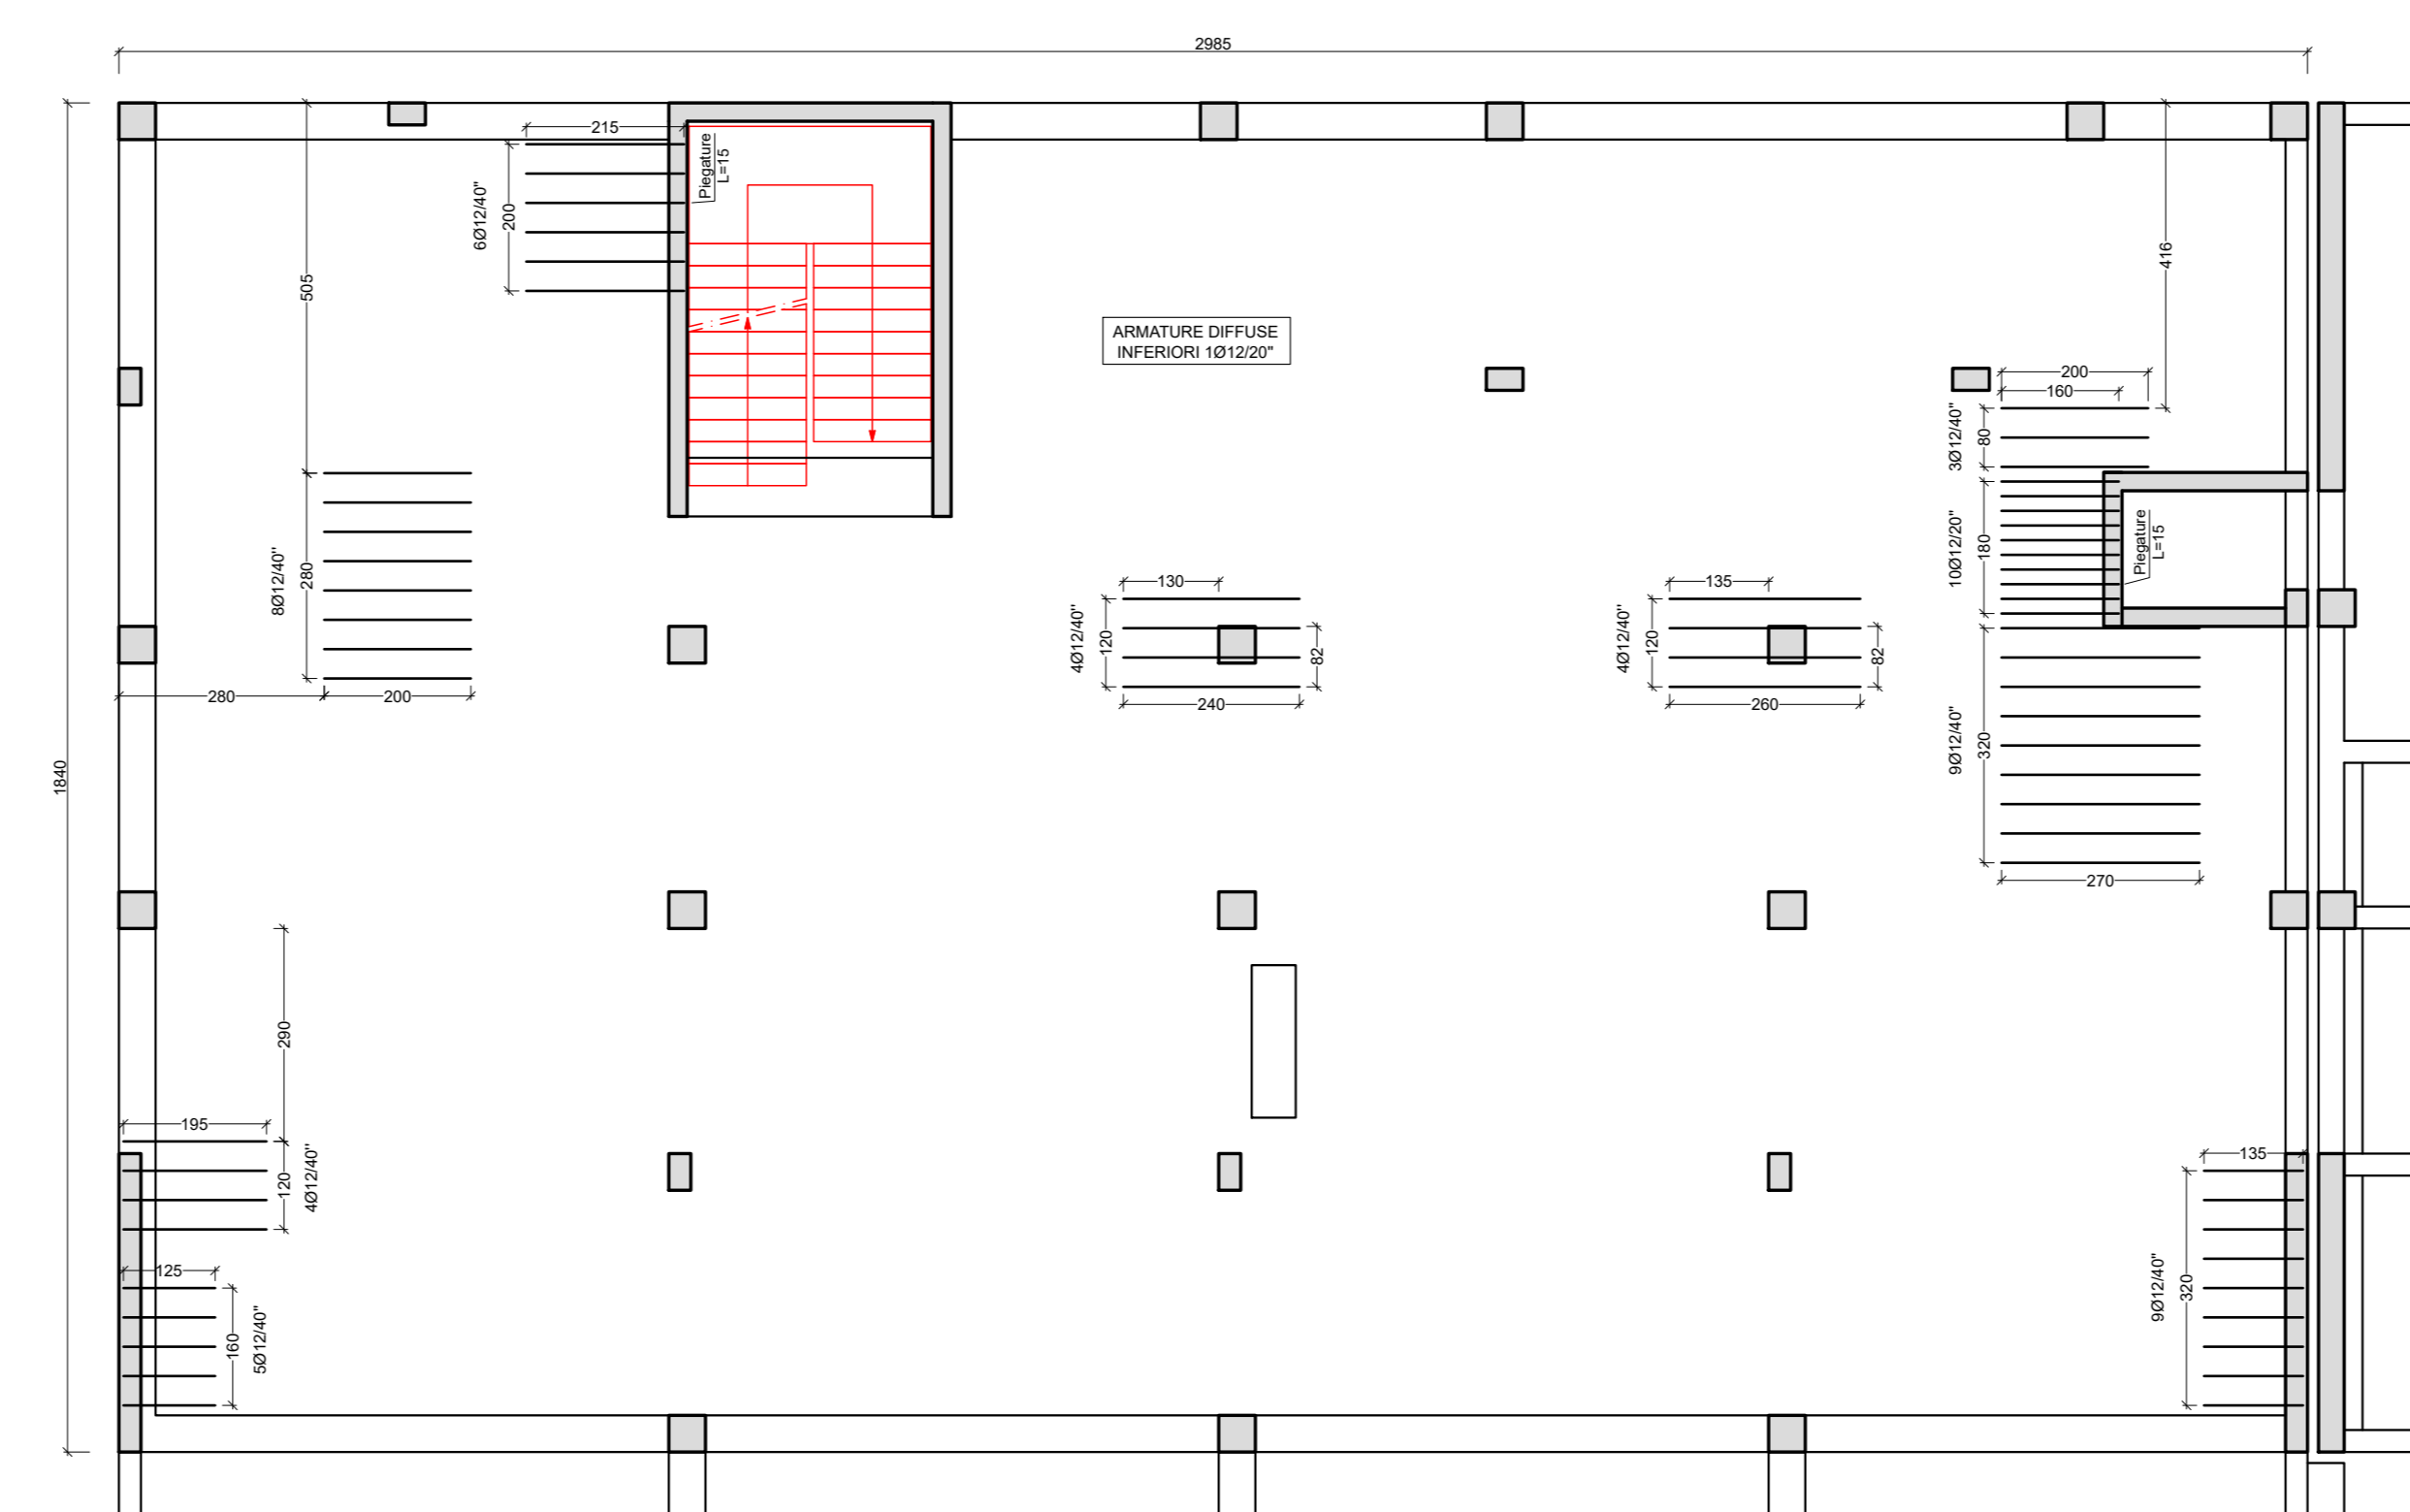 2985
215
Piegature
L=15
6Ø12/40"
200
505
416
ARMATURE DIFFUSE
INFERIORI 1Ø12/20"
200
160
3Ø12/40"
80
10Ø12/20"
180
Piegature
L=15
8Ø12/40"
280
280
200
130
4Ø12/40"
120
82
240
135
4Ø12/40"
120
82
260
9Ø12/40"
320
270
1840
290
195
120
4Ø12/40"
125
160
5Ø12/40"
135
9Ø12/40"
320